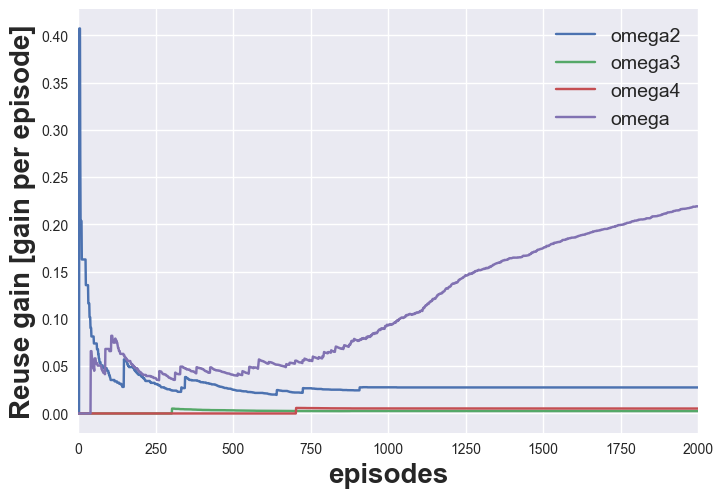 Reuse gain [gain per episode]
0.40
0.35
0.30
0.25
0.20
0.15
0.10
0.05
0.00
omega2
omega3
omega4
omega
0 250 500 750 1000 1250 1500 1750 2000
episodes